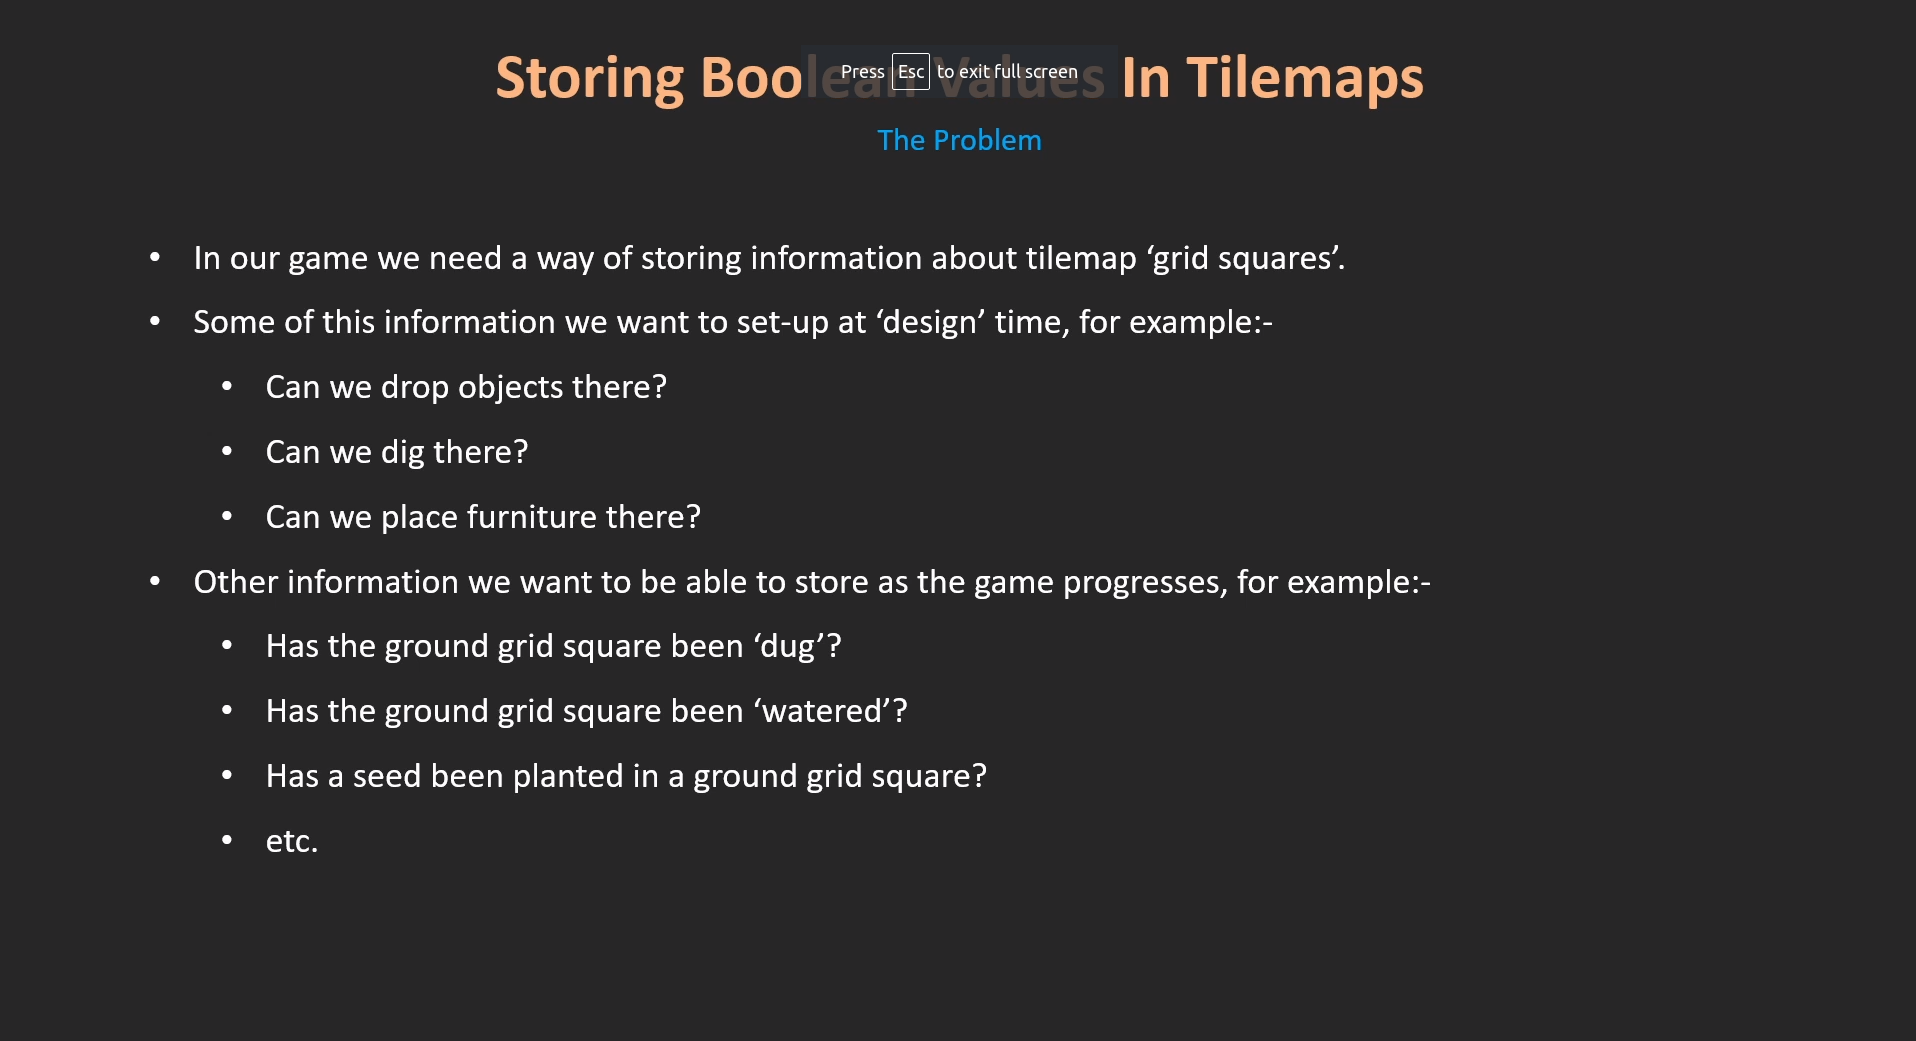 Storing Boolean Values In Tilemaps
Press Esc to exit full screen
The Problem
• In our game we need a way of storing information about tilemap ‘grid squares’.
• Some of this information we want to set-up at ‘design’ time, for example:-
• Can we drop objects there?
• Can we dig there?
• Can we place furniture there?
• Other information we want to be able to store as the game progresses, for example:-
• Has the ground grid square been ‘dug’?
• Has the ground grid square been ‘watered’?
• Has a seed been planted in a ground grid square?
• etc.